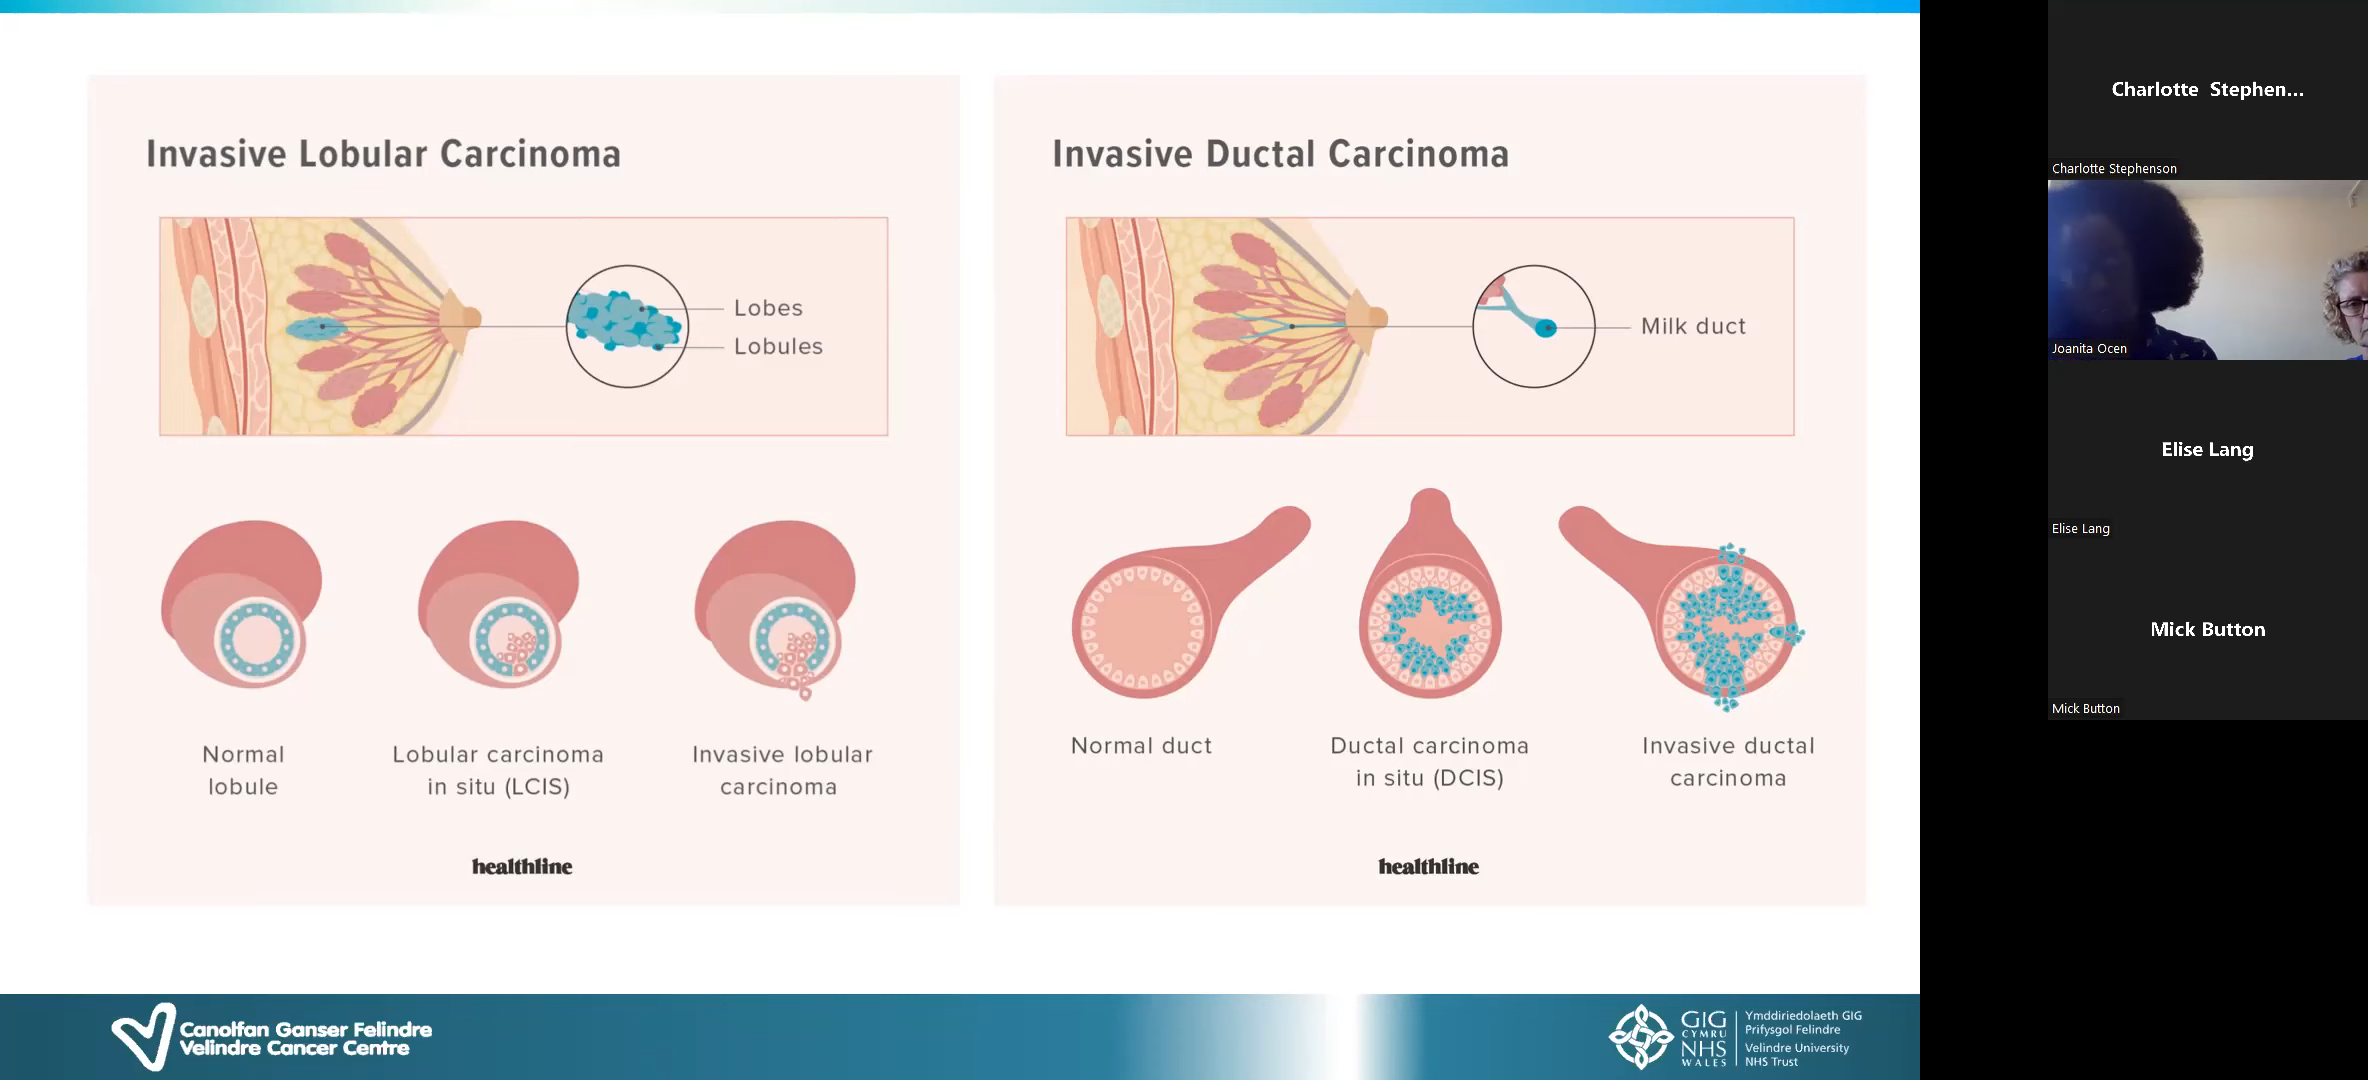 Invasive Lobular Carcinoma
Lobes
Lobules
Normal
lobule
Lobular carcinoma
in situ (LCIS)
Invasive lobular
carcinoma
healthline
Invasive Ductal Carcinoma
Milk duct
Normal duct
Ductal carcinoma
in situ (DCIS)
Invasive ductal
carcinoma
healthline
Canolfan Ganser Felindre
Velindre Cancer Centre
GIG
CYMRU
NHS
WALES
Ymddiriedolaeth GIG
Prifysgol Felindre
Velindre University
NHS Trust
Charlotte Stephen...
Charlotte Stephenson
Joanita Ocen
Elise Lang
Elise Lang
Mick Button
Mick Button